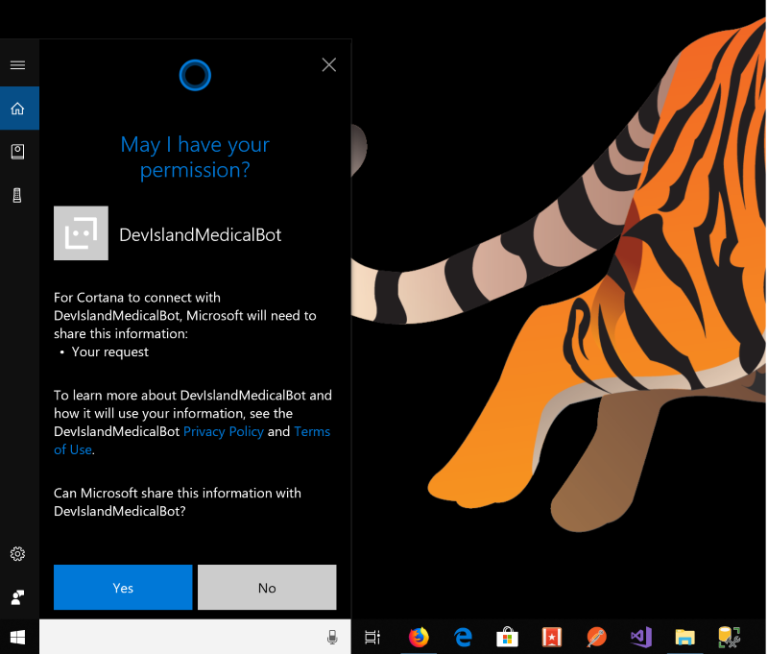 May I have your
permission?
DevIslandMedicalBot
For Cortana to connect with
DevIslandMedicalBot, Microsoft will need to
share this information:
• Your request
To learn more about DevIslandMedicalBot and
how it will use your information, see the
DevIslandMedicalBot Privacy Policy and Terms
of Use.
Can Microsoft share this information with
DevIslandMedicalBot?
Yes
No